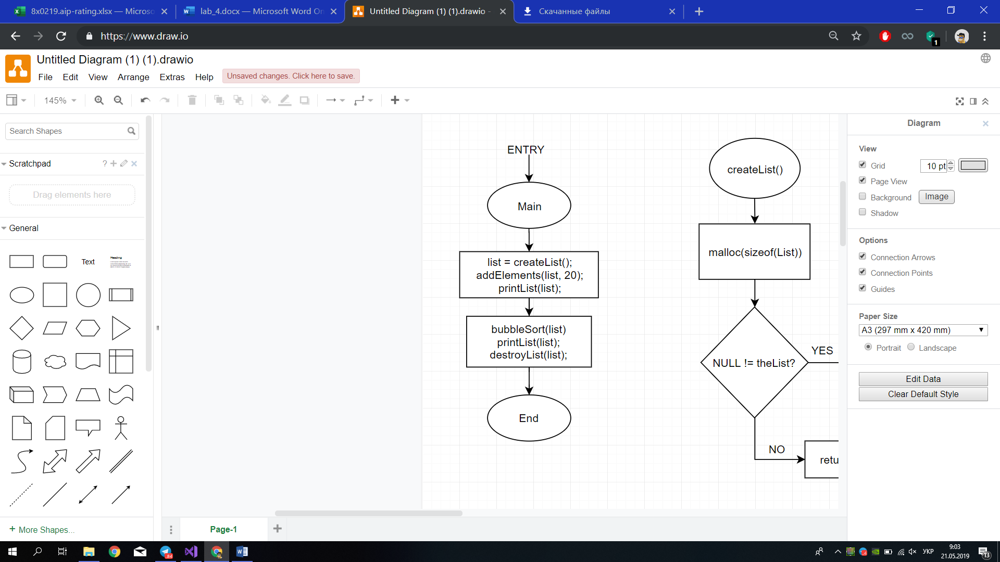 8x0219.aip-rating.xlsx — Microso
lab_4.docx — Microsoft Word On
Untitled Diagram (1) (1).drawio -
Скачанные файлы
https://www.draw.io
1
Untitled Diagram (1) (1).drawio
File Edit View Arrange Extras Help
Unsaved changes. Click here to save.
145%
Search Shapes
Scratchpad
?
Drag elements here
General
Text
Heading
More Shapes...
ENTRY
Main
list = createList();
addElements(list, 20);
printList(list);
bubbleSort(list)
printList(list);
destroyList(list);
End
createList()
malloc(sizeof(List))
NULL != theList?
YES
NO
retu
Page-1
Diagram
View
Grid
10 pt
Page View
Background
Image
Shadow
Options
Connection Arrows
Connection Points
Guides
Paper Size
A3 (297 mm x 420 mm)
Portrait
Landscape
Edit Data
Clear Default Style
84
УКР
9:03
21.05.2019
13